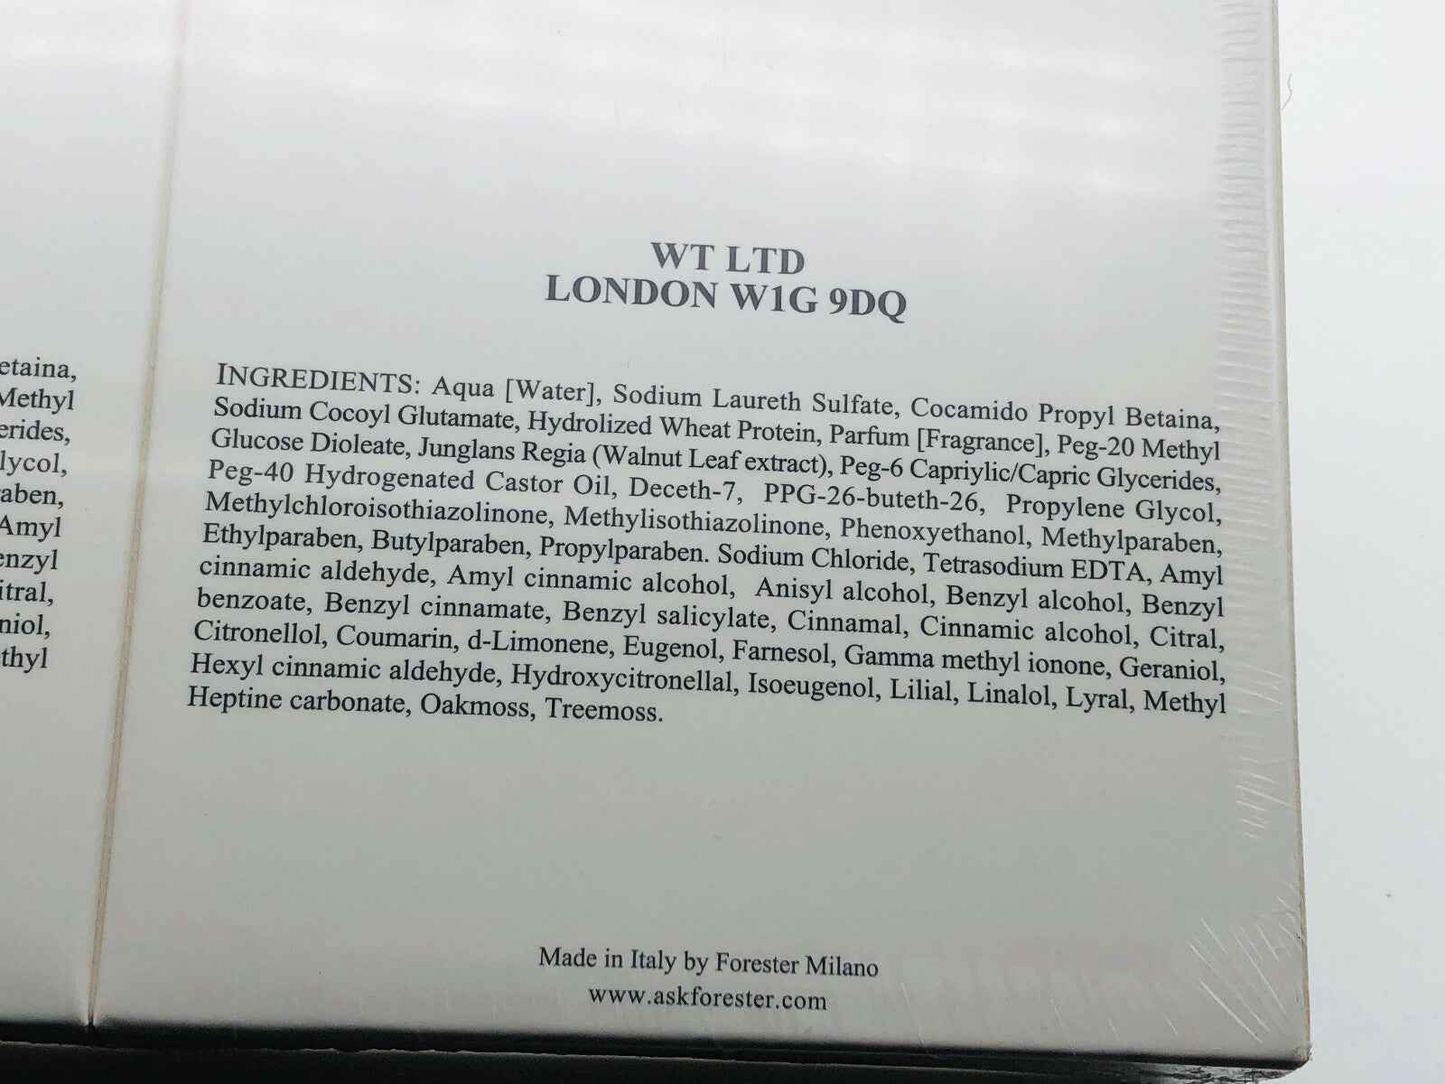 WT LTD
LONDON W1G 9DQ
etaina,
Methyl
erides,
lycol,
aben,
Amyl
enzyl
itral,
niol,
thyl
INGREDIENTS: Aqua [Water], Sodium Laureth Sulfate, Cocamido Propyl Betaina,
Sodium Cocoyl Glutamate, Hydrolized Wheat Protein, Parfum [Fragrance], Peg-20 Methyl
Glucose Dioleate, Junglans Regia (Walnut Leaf extract), Peg-6 Capriylic/Capric Glycerides,
Peg-40 Hydrogenated Castor Oil, Deceth-7, PPG-26-buteth-26, Propylene Glycol,
Methylchloroisothiazolinone, Methylisothiazolinone, Phenoxyethanol, Methylparaben,
Ethylparaben, Butylparaben, Propylparaben. Sodium Chloride, Tetrasodium EDTA, Amyl
cinnamic aldehyde, Amyl cinnamic alcohol, Anisyl alcohol, Benzyl alcohol, Benzyl
benzoate, Benzyl cinnamate, Benzyl salicylate, Cinnamal, Cinnamic alcohol, Citral,
Citronellol, Coumarin, d-Limonene, Eugenol, Farnesol, Gamma methyl ionone, Geraniol,
Hexyl cinnamic aldehyde, Hydroxycitronellal, Isoeugenol, Lilial, Linalol, Lyral, Methyl
Heptine carbonate, Oakmoss, Treemoss.
Made in Italy by Forester Milano
www.askforester.com